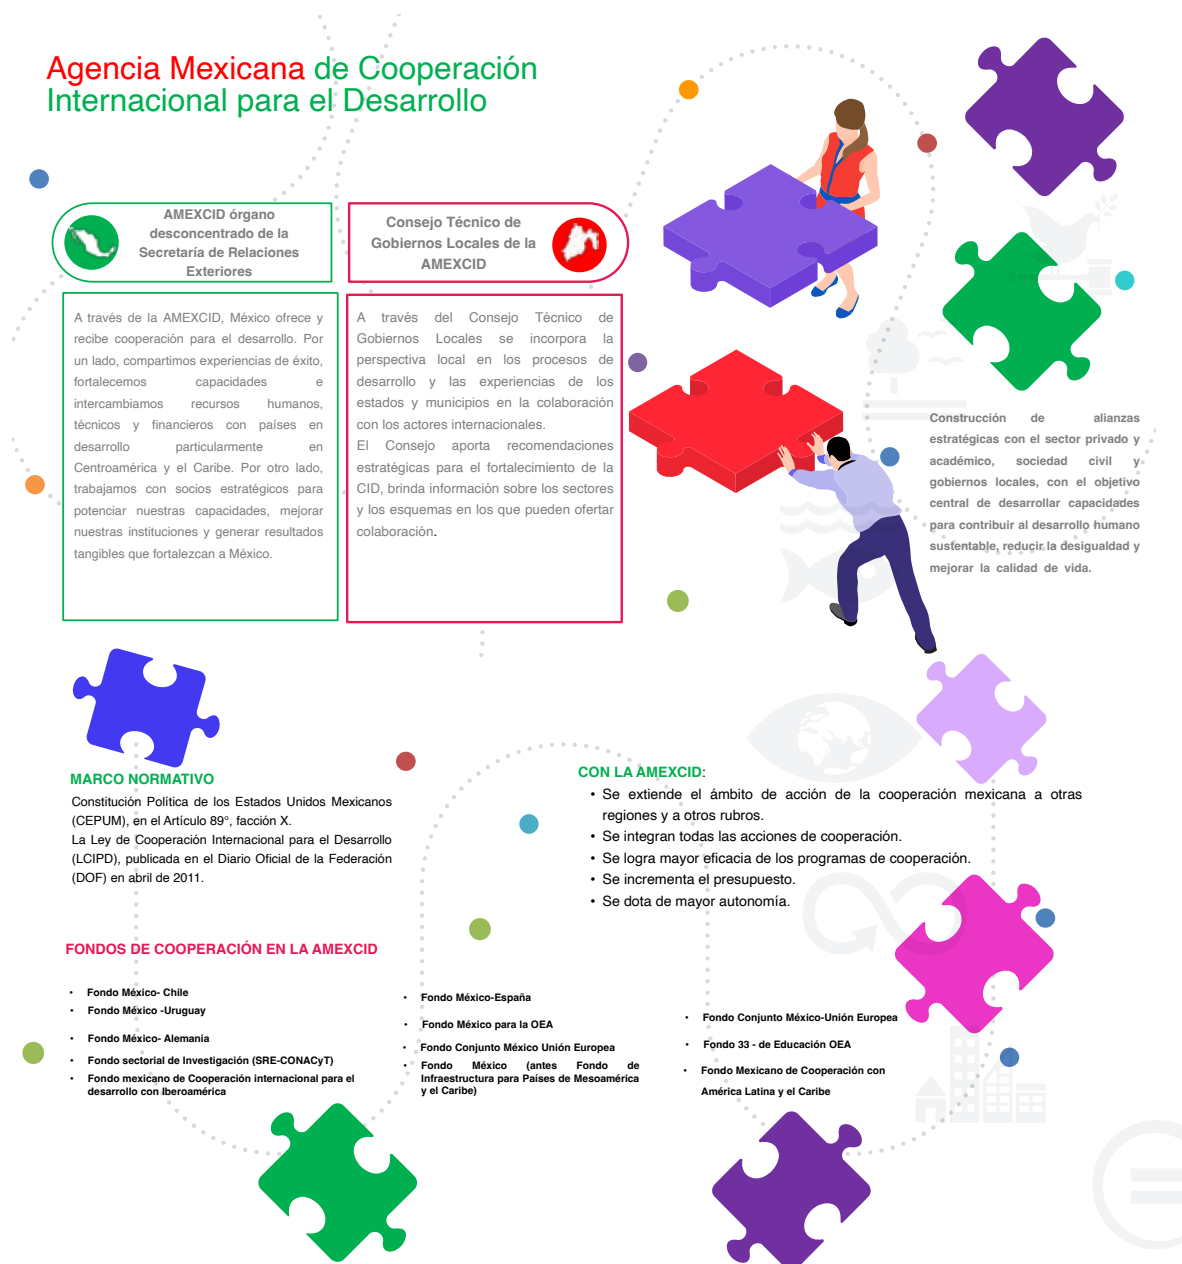 Agencia Mexicana de Cooperación
Internacional para el Desarrollo
AMEXCID órgano
desconcentrado de la
Secretaría de Relaciones
Exteriores
A través de la AMEXCID, México ofrece y
recibe cooperación para el desarrollo. Por
un lado, compartimos experiencias de éxito,
fortalecemos capacidades e
intercambiamos recursos humanos,
técnicos y financieros con países en
desarrollo particularmente en
Centroamérica y el Caribe. Por otro lado,
trabajamos con socios estratégicos para
potenciar nuestras capacidades, mejorar
nuestras instituciones y generar resultados
tangibles que fortalezcan a México.
Consejo Técnico de
Gobiernos Locales de la
AMEXCID
A través del Consejo Técnico de
Gobiernos Locales se incorpora la
perspectiva local en los procesos de
desarrollo y las experiencias de los
estados y municipios en la colaboración
con los actores internacionales.
El Consejo aporta recomendaciones
estratégicas para el fortalecimiento de la
CID, brinda información sobre los sectores
y los esquemas en los que pueden ofertar
colaboración.
Construcción de alianzas
estratégicas con el sector privado y
académico, sociedad civil y
gobiernos locales, con el objetivo
central de desarrollar capacidades
para contribuir al desarrollo humano
sustentable, reducir la desigualdad y
mejorar la calidad de vida.
MARCO NORMATIVO
Constitución Política de los Estados Unidos Mexicanos
(CEPUM), en el Artículo 89°, facción X.
La Ley de Cooperación Internacional para el Desarrollo
(LCIPD), publicada en el Diario Oficial de la Federación
(DOF) en abril de 2011.
CON LA AMEXCID:
• Se extiende el ámbito de acción de la cooperación mexicana a otras
regiones y a otros rubros.
• Se integran todas las acciones de cooperación.
• Se logra mayor eficacia de los programas de cooperación.
• Se incrementa el presupuesto.
• Se dota de mayor autonomía.
FONDOS DE COOPERACIÓN EN LA AMEXCID
• Fondo México- Chile
• Fondo México -Uruguay
• Fondo México- Alemania
• Fondo sectorial de Investigación (SRE-CONACyT)
• Fondo mexicano de Cooperación internacional para el
desarrollo con Iberoamérica
• Fondo México-España
• Fondo México para la OEA
• Fondo Conjunto México Unión Europea
• Fondo México (antes Fondo de
Infraestructura para Países de Mesoamérica
y el Caribe)
• Fondo Conjunto México-Unión Europea
• Fondo 33 - de Educación OEA
• Fondo Mexicano de Cooperación con
América Latina y el Caribe